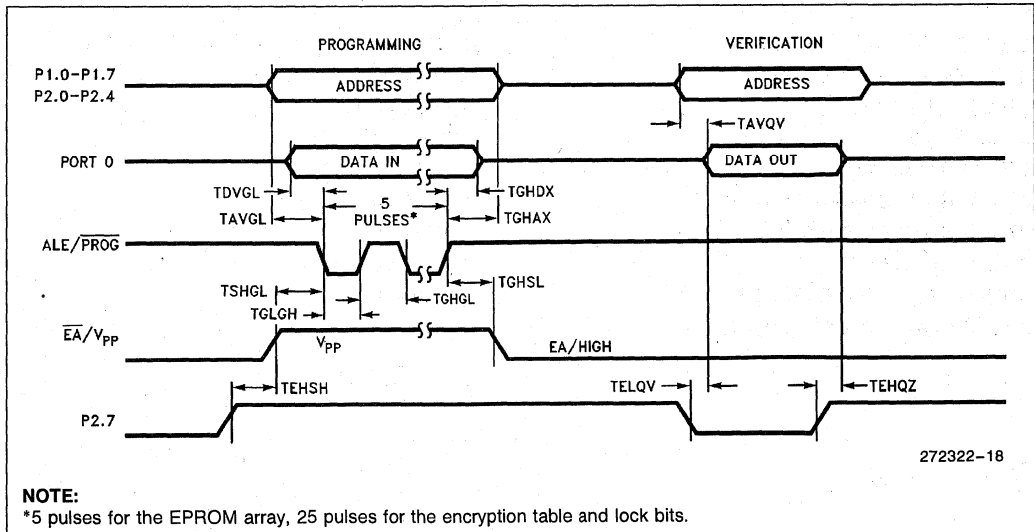 PROGRAMMING VERIFICATION
P1.0–P1.7
P2.0–P2.4
ADDRESS ADDRESS
TAVQV
PORT 0 DATA IN DATA OUT
TDVGL TGHDX
5
PULSES*
TAVGL TGHAX
ALE/PROG
TSHGL TGHGL TGHSL
TGLGH
EA/VPP VPP EA/HIGH
TEHSH TELQV TEHQZ
P2.7
272322–18
NOTE:
*5 pulses for the EPROM array, 25 pulses for the encryption table and lock bits.